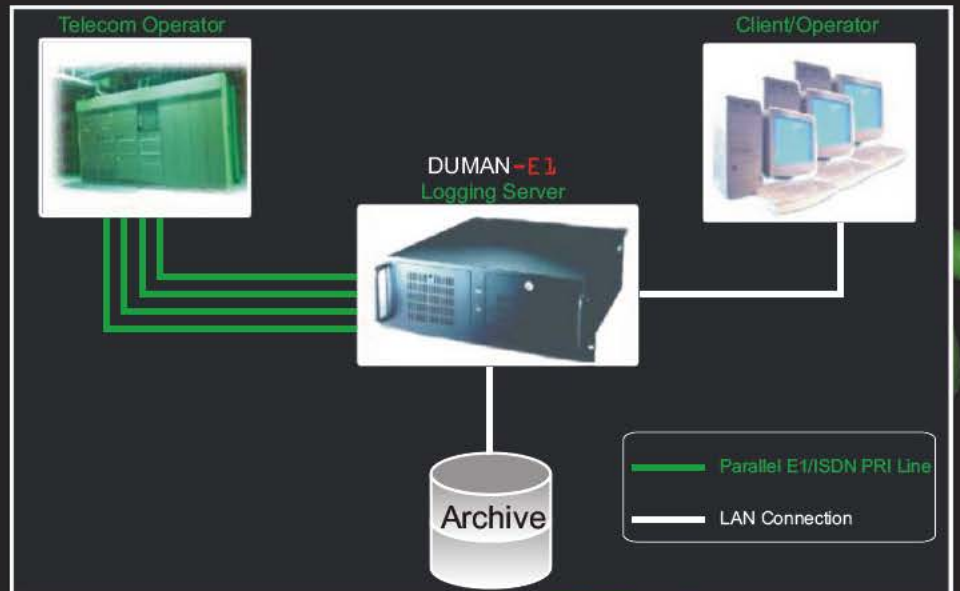 Telecom Operator
Client/Operator
DUMAN-E1
Logging Server
Archive
Parallel E1/ISDN PRI Line
LAN Connection